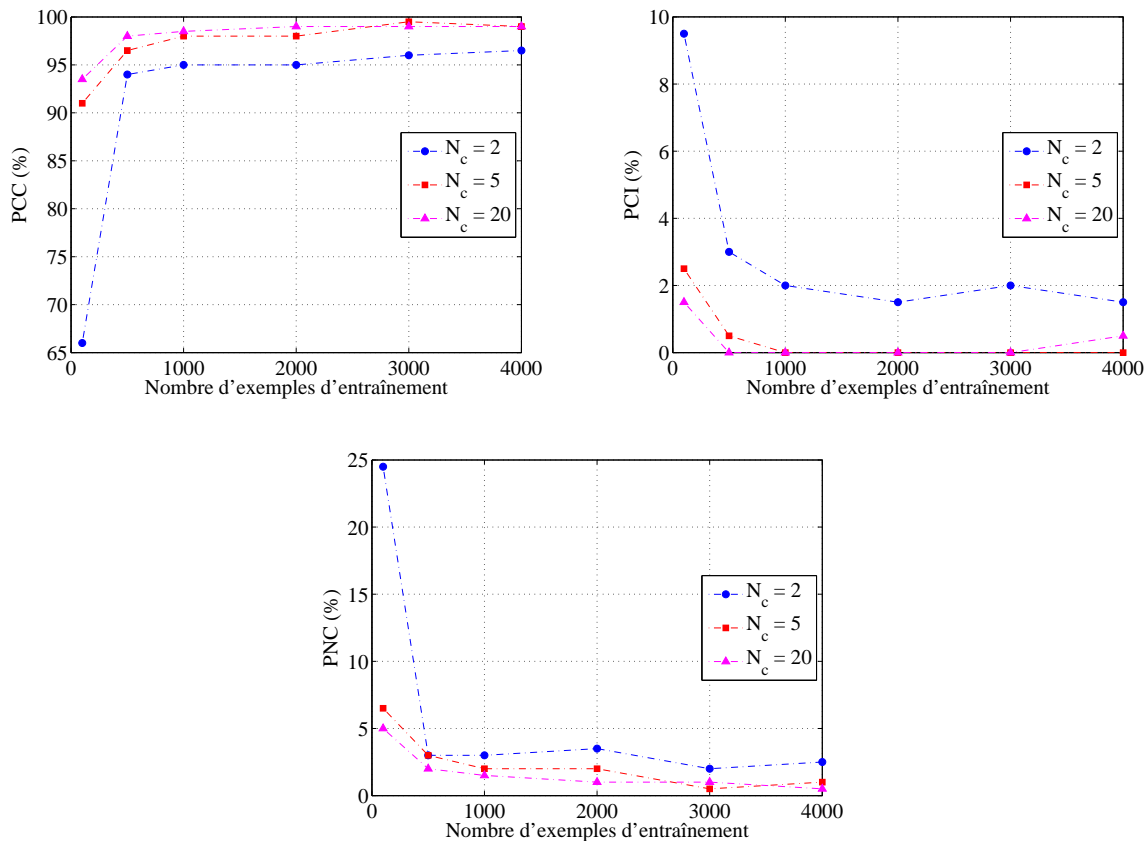 100
95
90
85
80
75
70
65
PCC (%)
0
1000
2000
3000
4000
Nombre d'exemples d'entraînement
N_c = 2
N_c = 5
N_c = 20
10
8
6
4
2
0
PCI (%)
0
1000
2000
3000
4000
Nombre d'exemples d'entraînement
N_c = 2
N_c = 5
N_c = 20
25
20
15
10
5
0
PNC (%)
0
1000
2000
3000
4000
Nombre d'exemples d'entraînement
N_c = 2
N_c = 5
N_c = 20